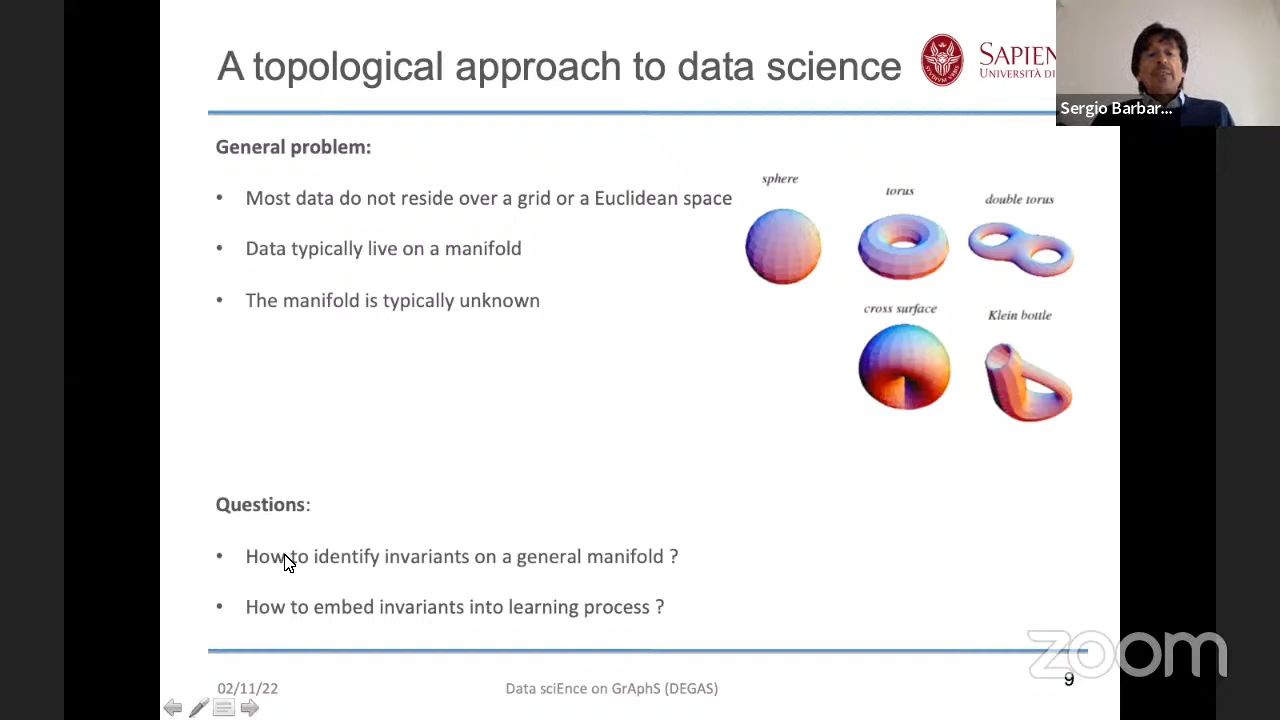 A topological approach to data science
SAPIEN
UNIVERSITÀ DI
Sergio Barbar...
General problem:
• Most data do not reside over a grid or a Euclidean space
• Data typically live on a manifold
• The manifold is typically unknown
sphere
torus
double torus
cross surface
Klein bottle
Questions:
• How to identify invariants on a general manifold ?
• How to embed invariants into learning process ?
zoom
02/11/22
Data sciEnce on GrAphS (DEGAS)
9